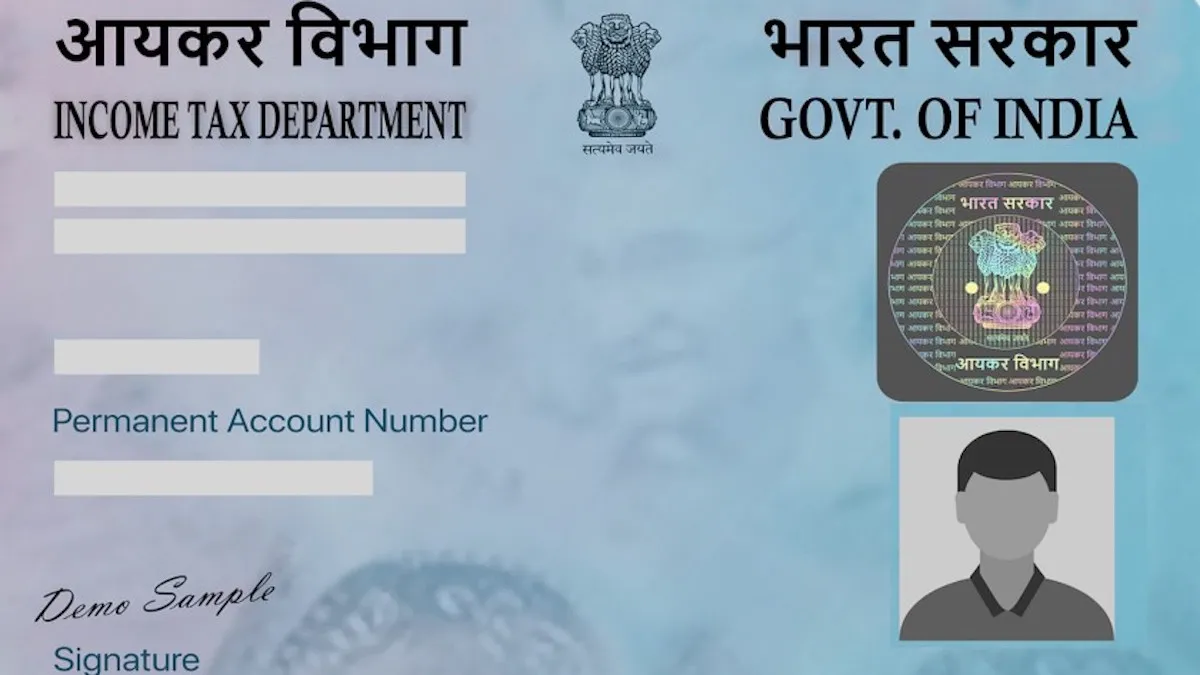 आयकर विभाग
भारत सरकार
INCOME TAX DEPARTMENT
GOVT. OF INDIA
सत्यमेव जयते
भारत सरकार
आयकर विभाग
Permanent Account Number
Demo Sample
Signature